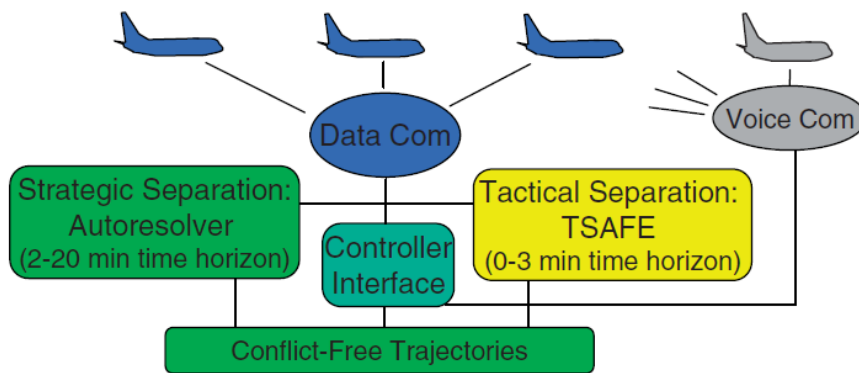 Data Com
Voice Com
Strategic Separation:
Autoresolver
(2-20 min time horizon)
Tactical Separation:
TSAFE
(0-3 min time horizon)
Controller
Interface
Conflict-Free Trajectories